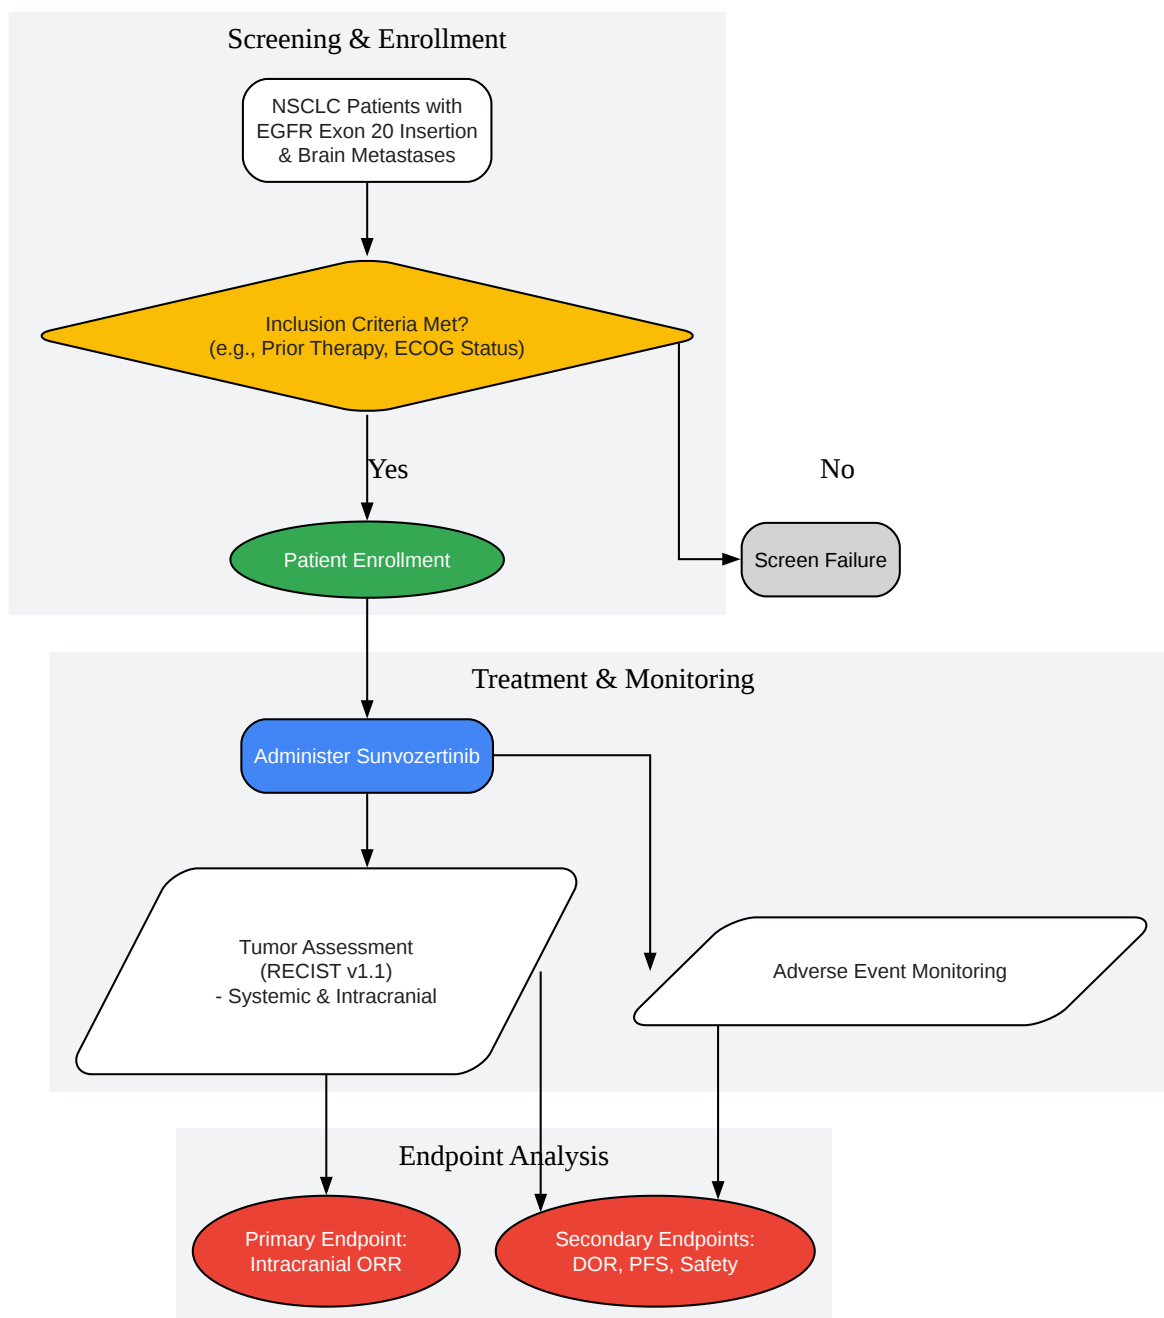 Screening & Enrollment
NSCLC Patients with
EGFR Exon 20 Insertion
& Brain Metastases
Inclusion Criteria Met?
(e.g., Prior Therapy, ECOG Status)
Yes
No
Patient Enrollment
Screen Failure
Treatment & Monitoring
Administer Sunvozertinib
Tumor Assessment
(RECIST v1.1)
- Systemic & Intracranial
Adverse Event Monitoring
Endpoint Analysis
Primary Endpoint:
Intracranial ORR
Secondary Endpoints:
DOR, PFS, Safety